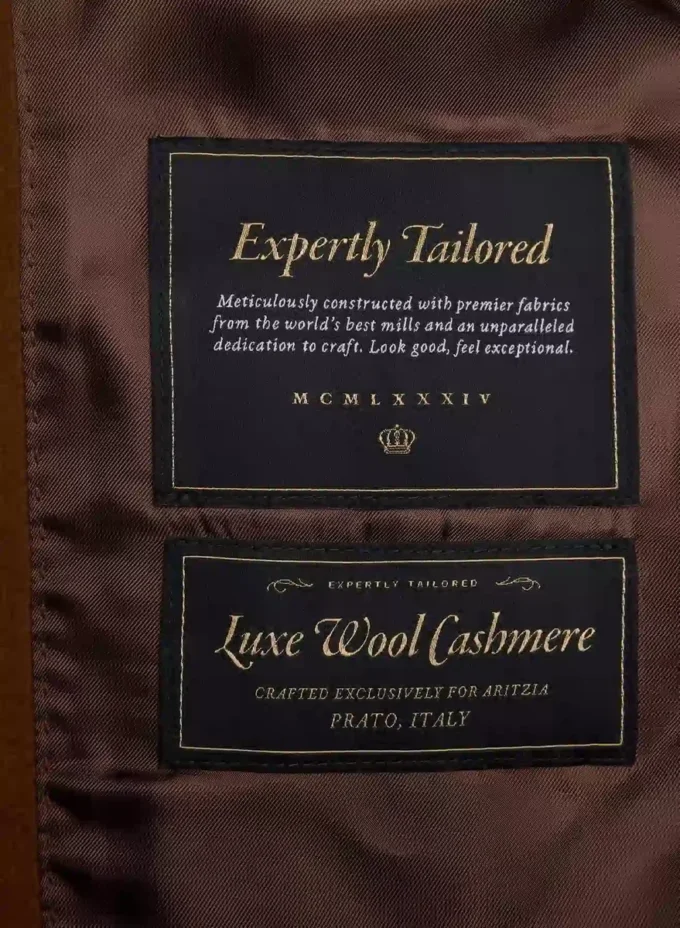 Expertly Tailored
Meticulously constructed with premier fabrics
from the world's best mills and an unparalleled
dedication to craft. Look good, feel exceptional.
MCMLXXXIV
EXPERTLY TAILORED
Luxe Wool Cashmere
CRAFTED EXCLUSIVELY FOR ARITZIA
PRATO, ITALY